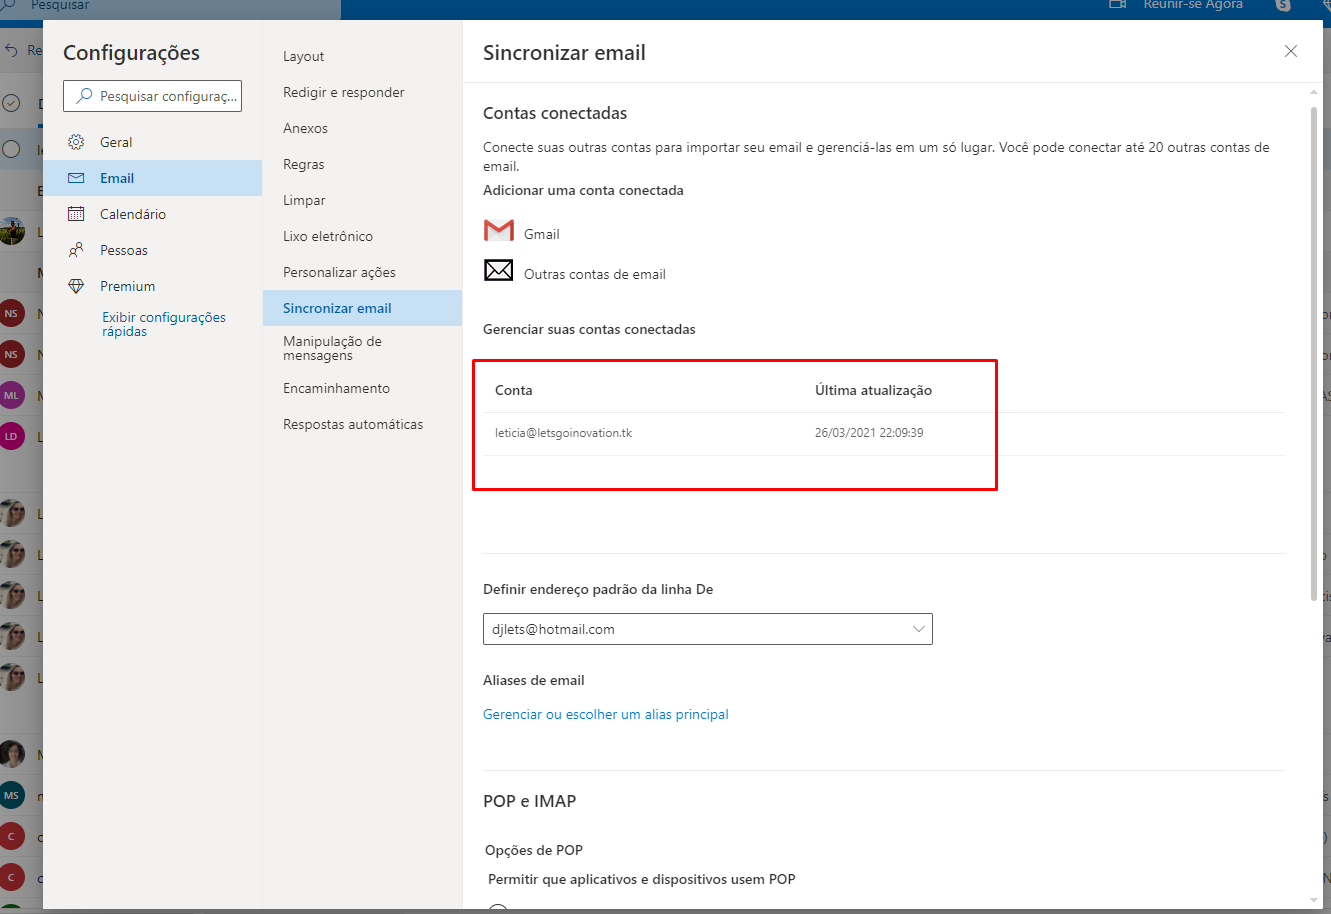 Pesquisar
Reunir-se Agora
Re
Configurações
Pesquisar configuraç...
Geral
Email
Calendário
Pessoas
Premium
Exibir configurações
rápidas
NS
NS
ML
LD
MS
C
C
Layout
Redigir e responder
Anexos
Regras
Limpar
Lixo eletrônico
Personalizar ações
Sincronizar email
Manipulação de
mensagens
Encaminhamento
Respostas automáticas
Sincronizar email
Contas conectadas
Conecte suas outras contas para importar seu email e gerenciá-las em um só lugar. Você pode conectar até 20 outras contas de
email.
Adicionar uma conta conectada
Gmail
Outras contas de email
Gerenciar suas contas conectadas
Conta Última atualização
leticia@letsgoinovation.tk 26/03/2021 22:09:39
Definir endereço padrão da linha De
djlets@hotmail.com
Aliases de email
Gerenciar ou escolher um alias principal
POP e IMAP
Opções de POP
Permitir que aplicativos e dispositivos usem POP